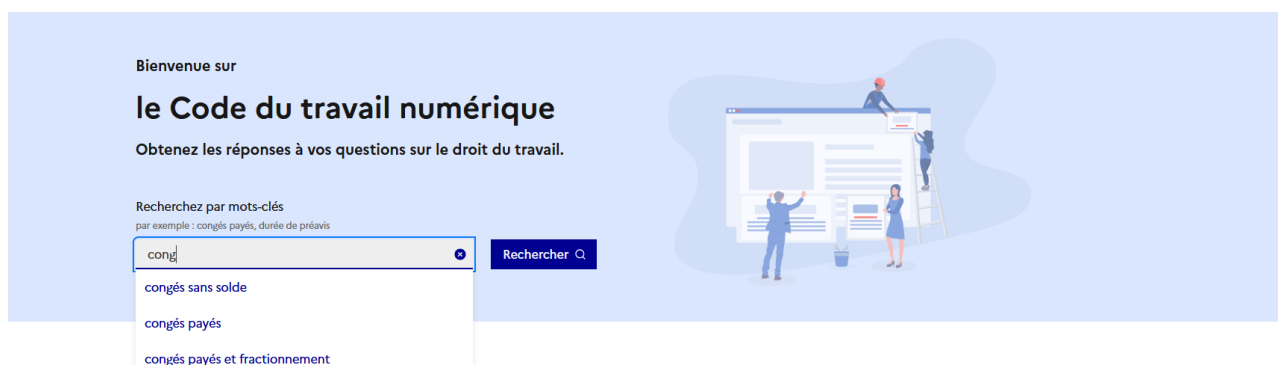 Bienvenue sur
le Code du travail numérique
Obtenez les réponses à vos questions sur le droit du travail.
Recherchez par mots-clés
par exemple : congés payés, durée de préavis
cong
Rechercher
congés sans solde
congés payés
congés payés et fractionnement